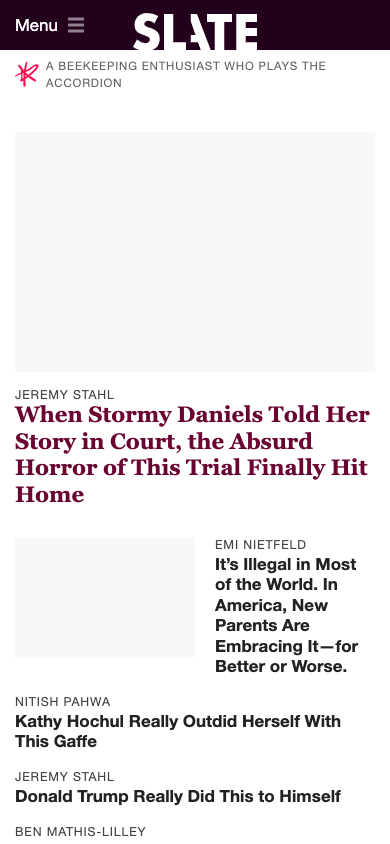 Menu
SLATE
A BEEKEEPING ENTHUSIAST WHO PLAYS THE
ACCORDION
JEREMY STAHL
When Stormy Daniels Told Her
Story in Court, the Absurd
Horror of This Trial Finally Hit
Home
EMI NIETFELD
It’s Illegal in Most
of the World. In
America, New
Parents Are
Embracing It—for
Better or Worse.
NITISH PAHWA
Kathy Hochul Really Outdid Herself With
This Gaffe
JEREMY STAHL
Donald Trump Really Did This to Himself
BEN MATHIS-LILLEY